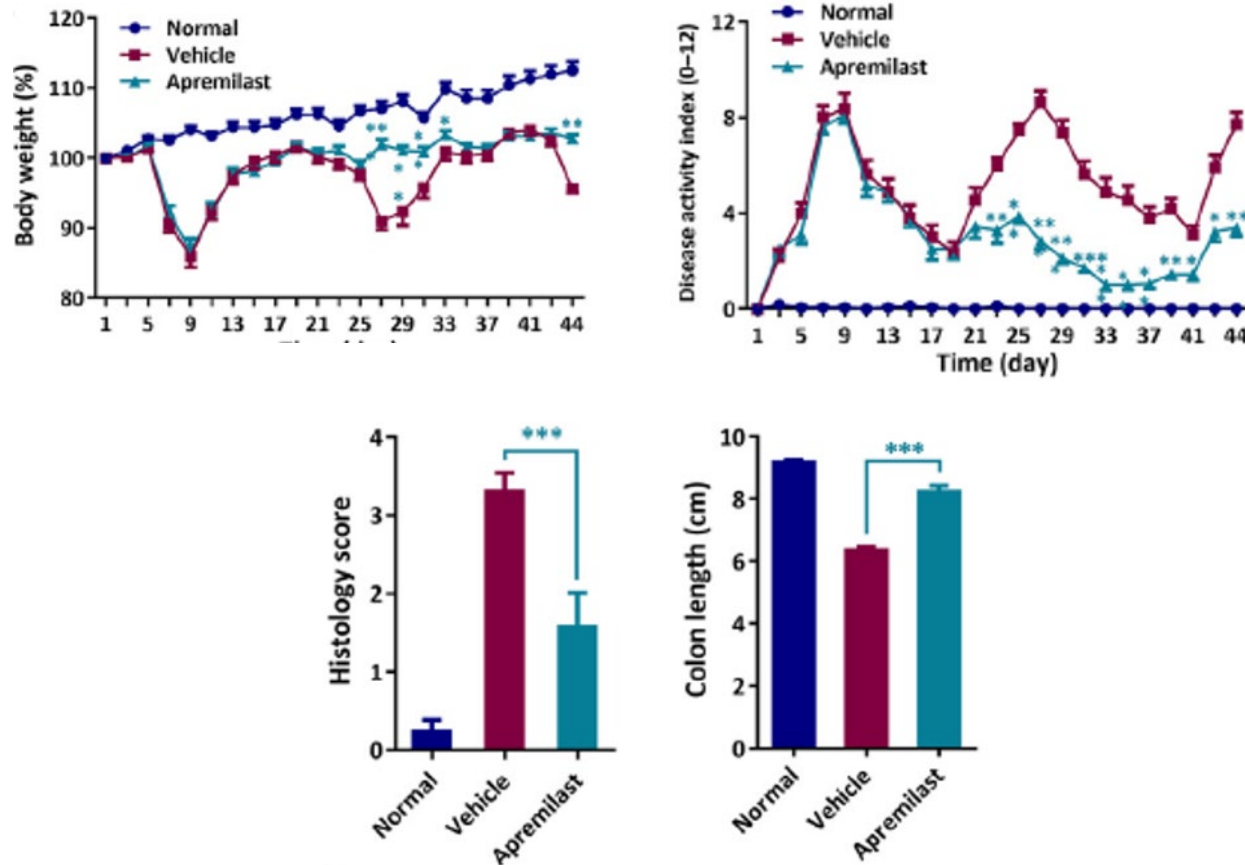 Body weight (%)
120
110
100
90
80
Normal
Vehicle
Apremilast
**
*
*
*
*
*
*
**
1 5 9 13 17 21 25 29 33 37 41 44
Disease activity index (0–12)
12
8
4
0
Normal
Vehicle
Apremilast
**
*
*
**
*
**
*
***
*
*
*
*
*
*
**
*
*
**
1 5 9 13 17 21 25 29 33 37 41 44
Time (day)
Histology score
4
3
2
1
0
***
Normal
Vehicle
Apremilast
Colon length (cm)
10
8
6
4
2
0
***
Normal
Vehicle
Apremilast